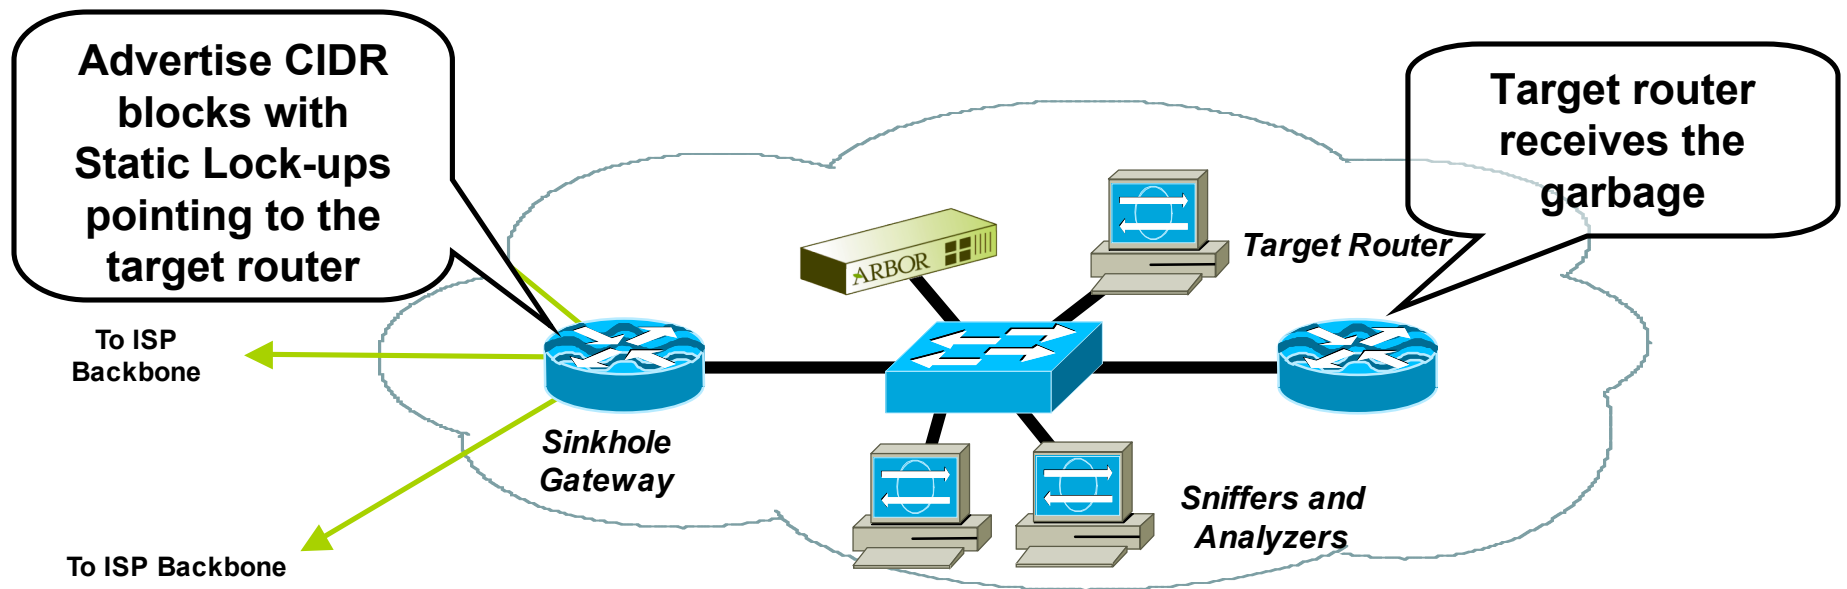 Advertise CIDR
blocks with
Static Lock-ups
pointing to the
target router
Target router
receives the
garbage
Target Router
ARBOR
To ISP
Backbone
Sinkhole
Gateway
Sniffers and
Analyzers
To ISP Backbone